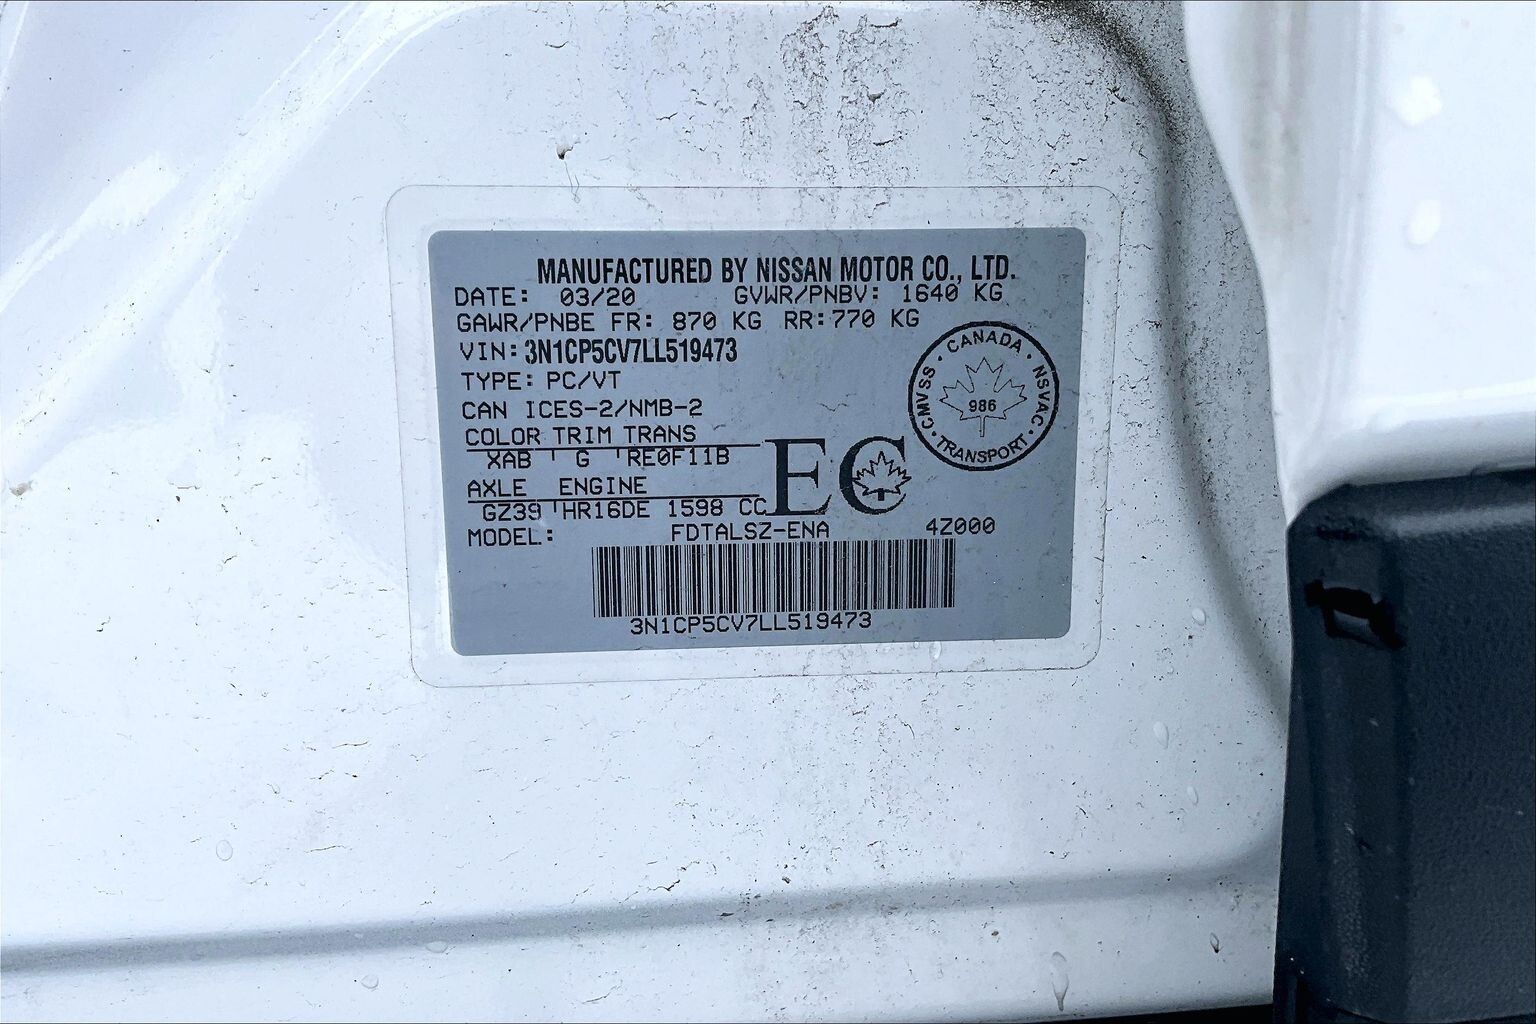 MANUFACTURED BY NISSAN MOTOR CO., LTD.
DATE: 03/20 GVWR/PNBV: 1640 KG
GAWR/PNBE FR: 870 KG RR:770 KG
VIN: 3N1CP5CV7LL519473
TYPE: PC/VT
CAN ICES-2/NMB-2
COLOR TRIM TRANS
XAB G RE0F11B
AXLE ENGINE
GZ39 HR16DE 1598 CC
EC
CANADA · NSVAC · TRANSPORT · CMVSS ·
986
MODEL: FDTALSZ-ENA 4Z000
3N1CP5CV7LL519473